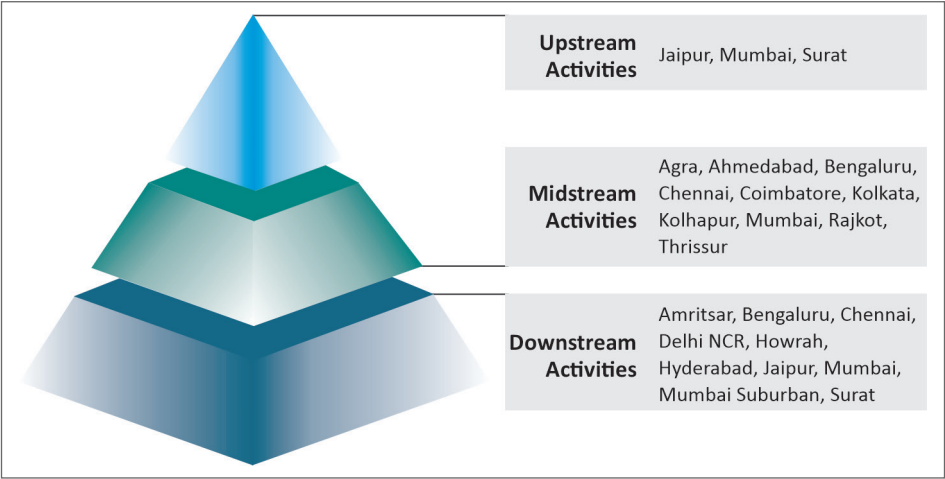 Upstream
Activities
Jaipur, Mumbai, Surat
Midstream
Activities
Agra, Ahmedabad, Bengaluru,
Chennai, Coimbatore, Kolkata,
Kolhapur, Mumbai, Rajkot,
Thrissur
Downstream
Activities
Amritsar, Bengaluru, Chennai,
Delhi NCR, Howrah,
Hyderabad, Jaipur, Mumbai,
Mumbai Suburban, Surat